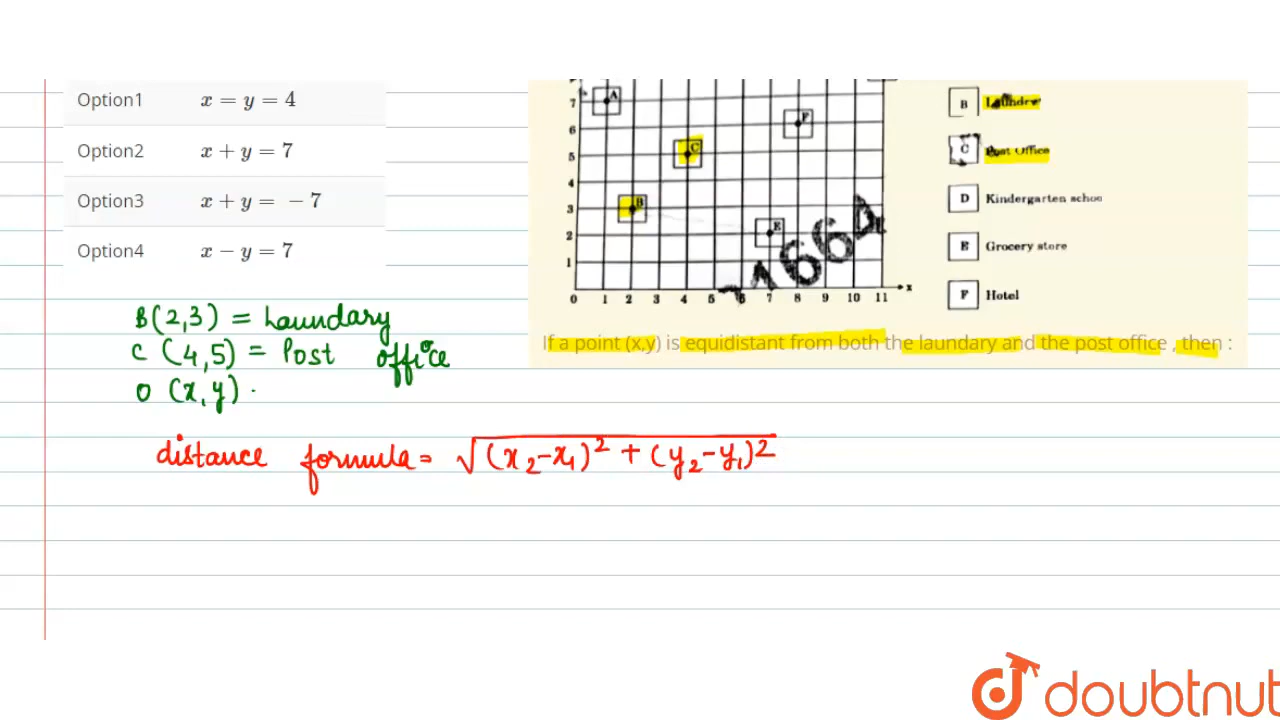 Option1 x = y = 4
Option2 x + y = 7
Option3 x + y = − 7
Option4 x − y = 7
7 A
6 F
5 C
4
3 B
2 E
1
0 1 2 3 4 5 6 7 8 9 10 11 x
B
C Post Office
D Kindergarten schoo
E Grocery store
F Hotel
1664
If a point (x,y) is equidistant from both the laundary and the post office , then :
B(2,3) = Laundary
C (4,5) = Post office
O (x,y)
distance formula = √(x₂-x₁)² + (y₂-y₁)²
doubtnut